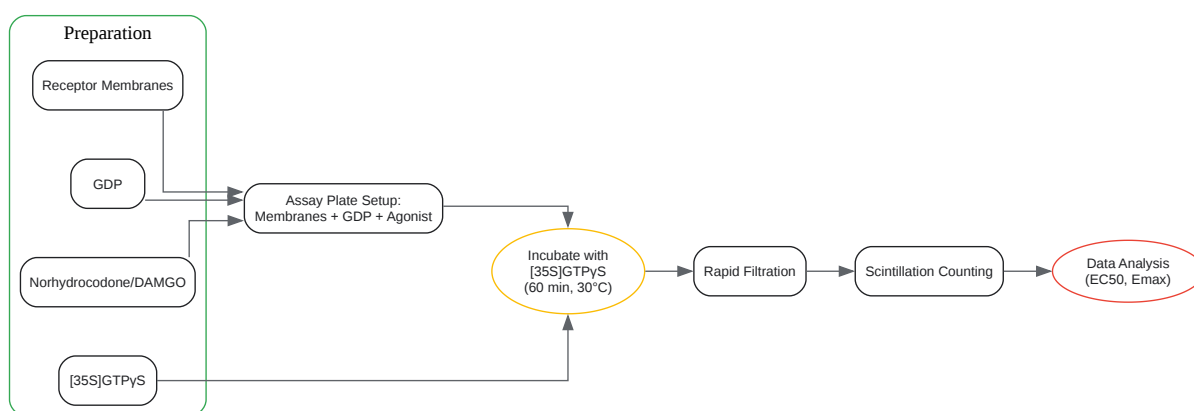 Preparation
Receptor Membranes
GDP
Norhydrocodone/DAMGO
[35S]GTPγS
Assay Plate Setup:
Membranes + GDP + Agonist
Incubate with
[35S]GTPγS
(60 min, 30°C)
Rapid Filtration
Scintillation Counting
Data Analysis
(EC50, Emax)